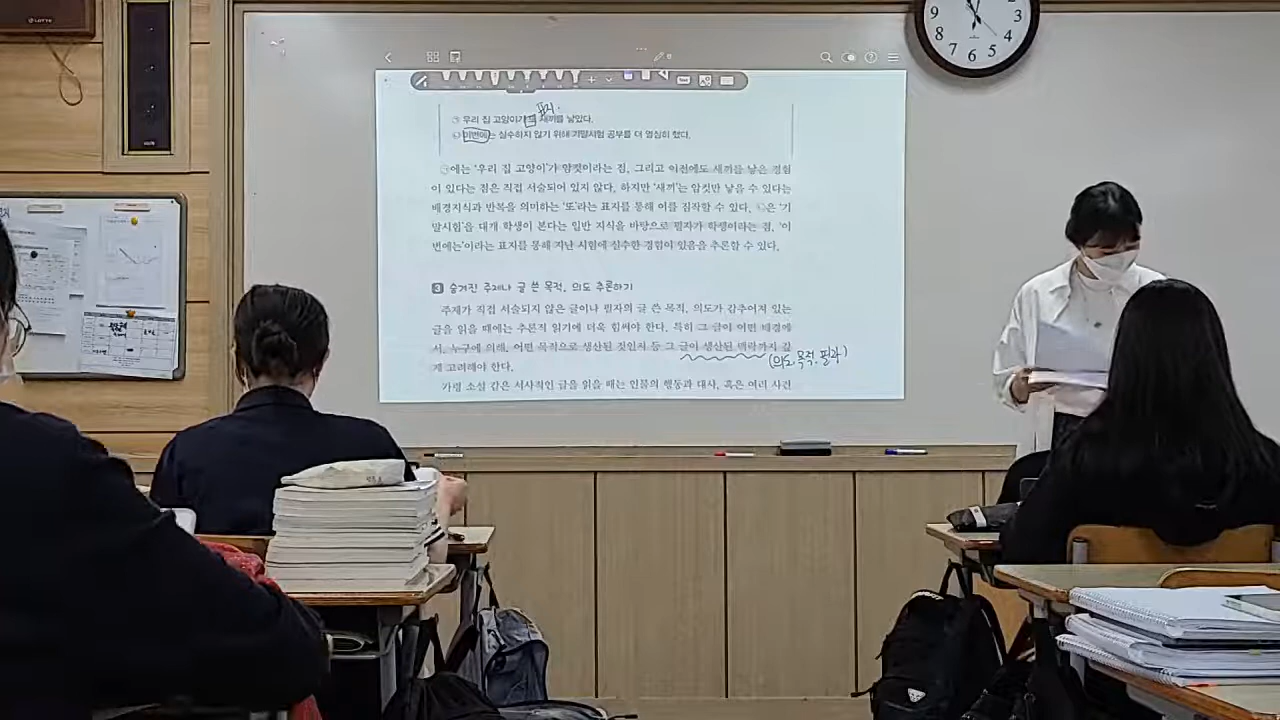 LOTTE
9
3
8
4
7
5
6
표지
㉠ 우리 집 고양이가 또 새끼를 낳았다.
㉡ 이번에는 실수하지 않기 위해 기말시험 공부를 더 열심히 했다.
㉠에는 '우리 집 고양이'가 암컷이라는 점, 그리고 이전에도 새끼를 낳은 경험
이 있다는 점은 직접 서술되어 있지 않다. 하지만 '새끼'는 암컷만 낳을 수 있다는
배경지식과 반복을 의미하는 '또'라는 표지를 통해 이를 짐작할 수 있다. ㉡은 '기
말시험'을 대개 학생이 본다는 일반 지식을 바탕으로 필자가 학생이라는 점, '이
번에는'이라는 표지를 통해 지난 시험에 실수한 경험이 있음을 추론할 수 있다.
3 숨겨진 주제나 글 쓴 목적, 의도 추론하기
주제가 직접 서술되지 않은 글이나 필자의 글 쓴 목적, 의도가 감추어져 있는
글을 읽을 때에는 추론적 읽기에 더욱 힘써야 한다. 특히 그 글이 어떤 배경에
서, 누구에 의해, 어떤 목적으로 생산된 것인지 등 그 글이 생산된 맥락까지 깊
게 고려해야 한다.
(의도, 목적, 필과)
가령 소설 같은 서사적인 글을 읽을 때는 인물의 행동과 대사, 혹은 여러 사건